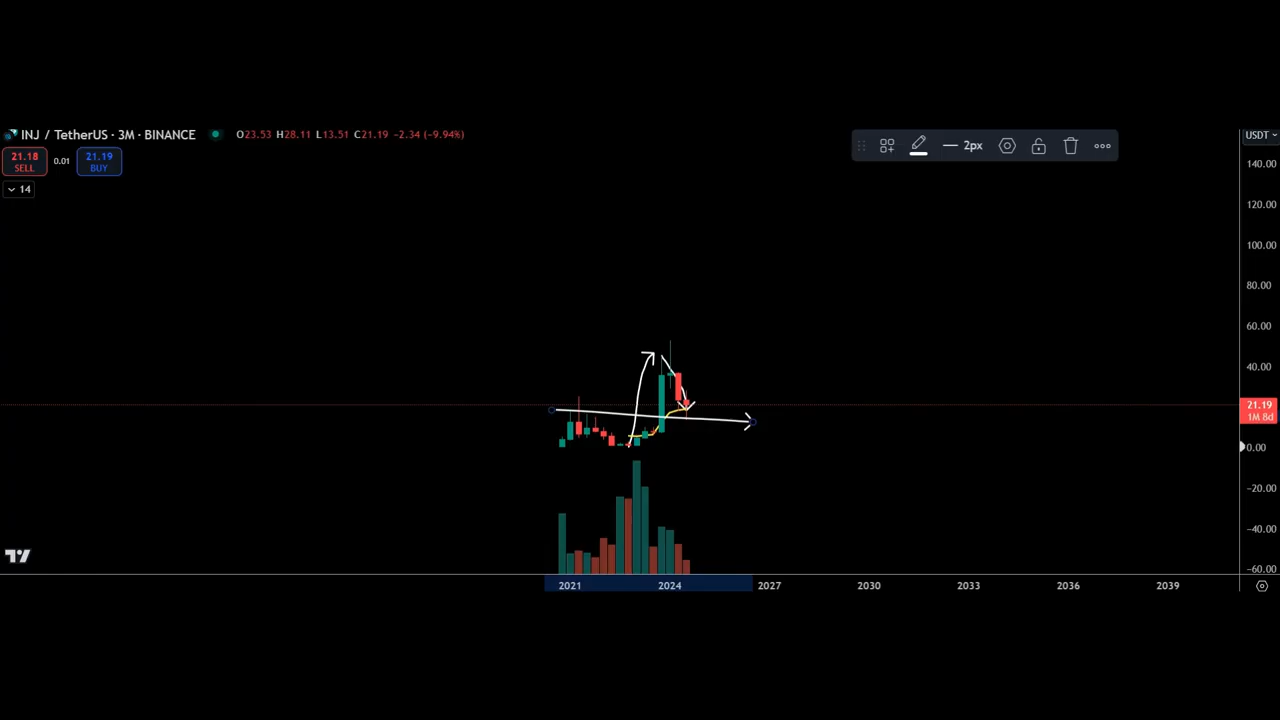 INJ / TetherUS · 3M · BINANCE O23.53 H28.11 L13.51 C21.19 −2.34 (−9.94%)
2px
USDT
21.18 SELL 0.01 21.19 BUY
14
140.00
120.00
100.00
80.00
60.00
40.00
21.19
1M 8d
0.00
−20.00
−40.00
−60.00
2021 2024 2027 2030 2033 2036 2039